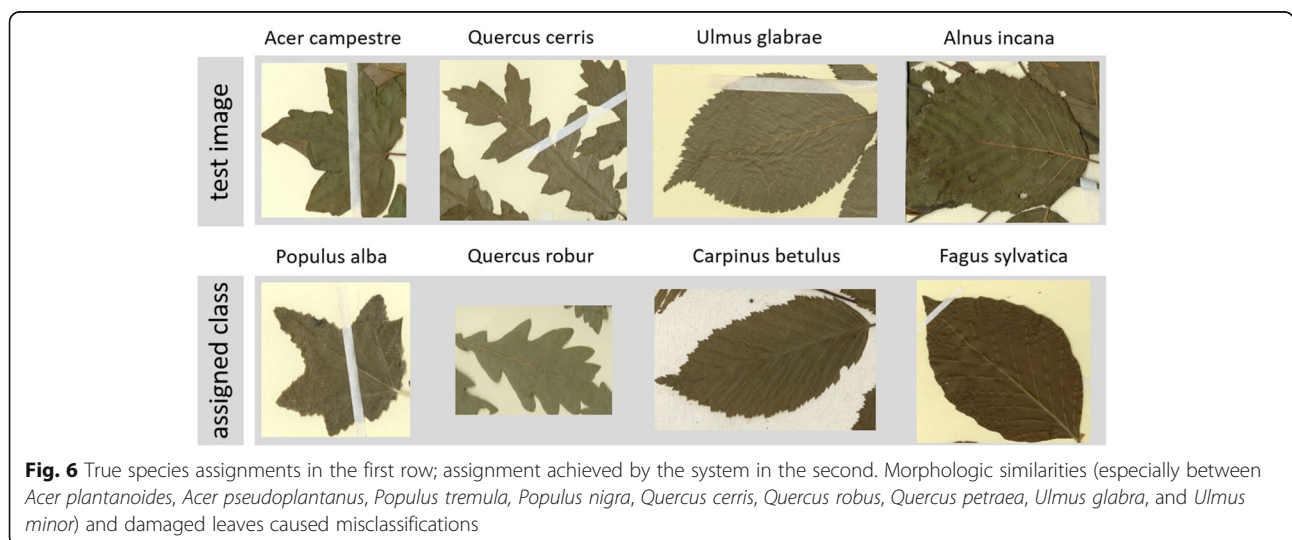 Acer campestre Quercus cerris Ulmus glabrae Alnus incana
test image
Populus alba Quercus robur Carpinus betulus Fagus sylvatica
assigned class
Fig. 6 True species assignments in the first row; assignment achieved by the system in the second. Morphologic similarities (especially between
Acer plantanoides, Acer pseudoplantanus, Populus tremula, Populus nigra, Quercus cerris, Quercus robus, Quercus petraea, Ulmus glabra, and Ulmus
minor) and damaged leaves caused misclassifications